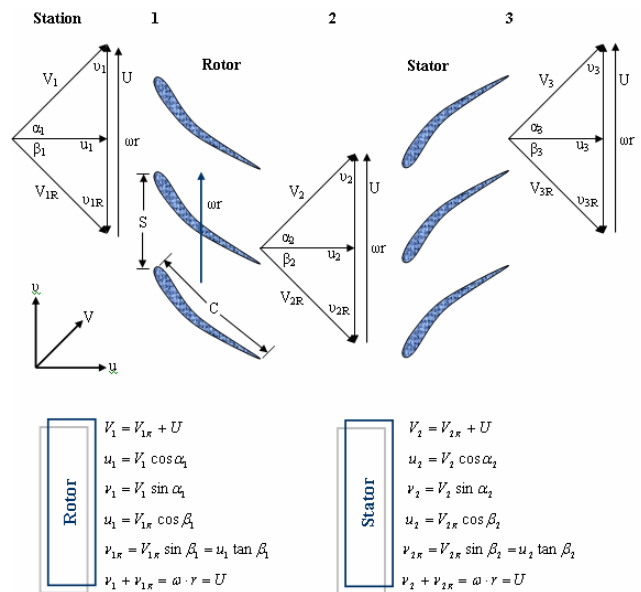 Station 1 2 3
Rotor Stator
V1 υ1 U
α1 u1 ωr
β1
V1R υ1R
S ωr C
V2 υ2 U
α2 u2 ωr
β2
V2R υ2R
V3 υ3 U
α3 u3 ωr
β3
V3R υ3R
υ
V
u
Rotor
V₁ = V₁R + U
u₁ = V₁ cos α₁
ν₁ = V₁ sin α₁
u₁ = V₁R cos β₁
ν₁R = V₁R sin β₁ = u₁ tan β₁
ν₁ + ν₁R = ω · r = U
Stator
V₂ = V₂R + U
u₂ = V₂ cos α₂
ν₂ = V₂ sin α₂
u₂ = V₂R cos β₂
ν₂R = V₂R sin β₂ = u₂ tan β₂
ν₂ + ν₂R = ω · r = U